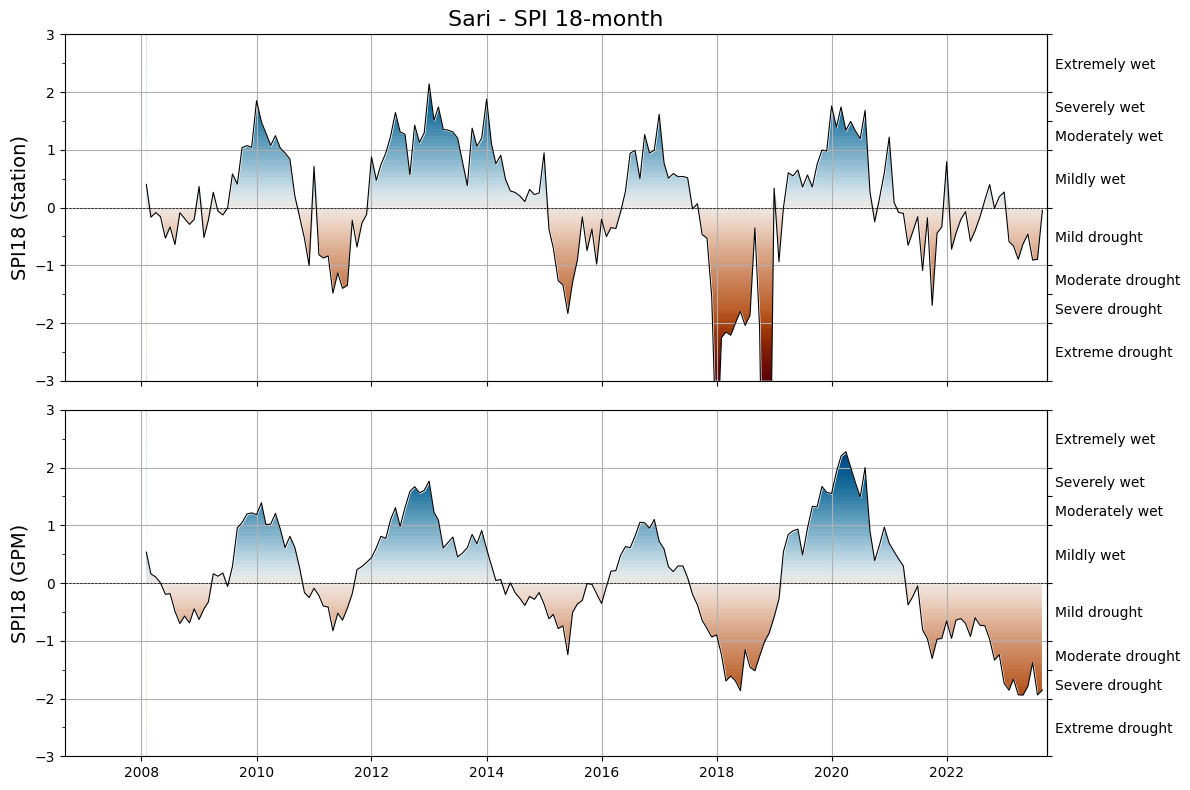 Sari - SPI 18-month
SPI18 (Station)
3
2
1
0
−1
−2
−3
Extremely wet
Severely wet
Moderately wet
Mildly wet
Mild drought
Moderate drought
Severe drought
Extreme drought
SPI18 (GPM)
3
2
1
0
−1
−2
−3
Extremely wet
Severely wet
Moderately wet
Mildly wet
Mild drought
Moderate drought
Severe drought
Extreme drought
2008 2010 2012 2014 2016 2018 2020 2022